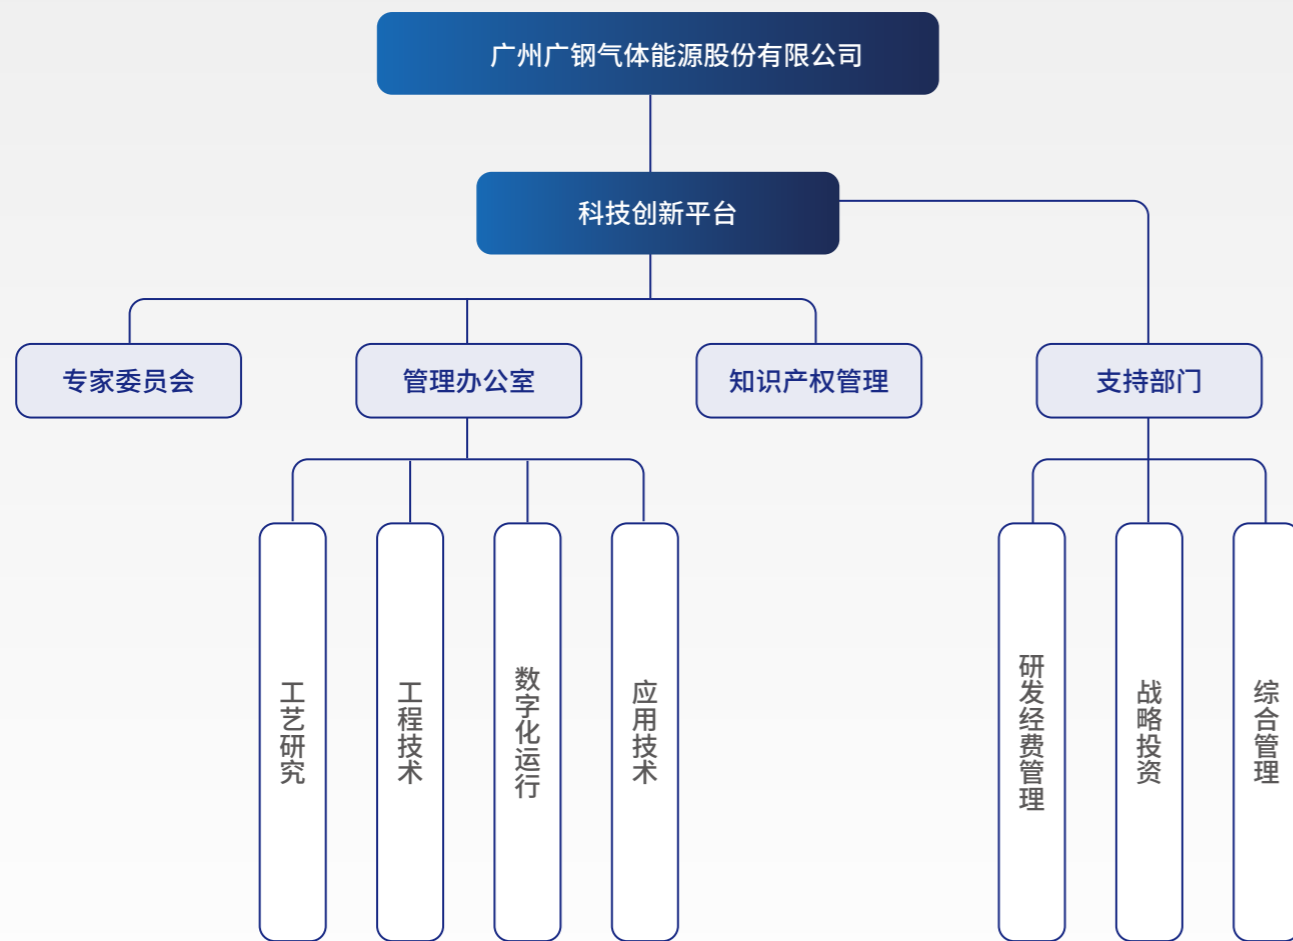 广州广钢气体能源股份有限公司
科技创新平台
专家委员会
管理办公室
知识产权管理
支持部门
工艺研究
工程技术
数字化运行
应用技术
研发经费管理
战略投资
综合管理